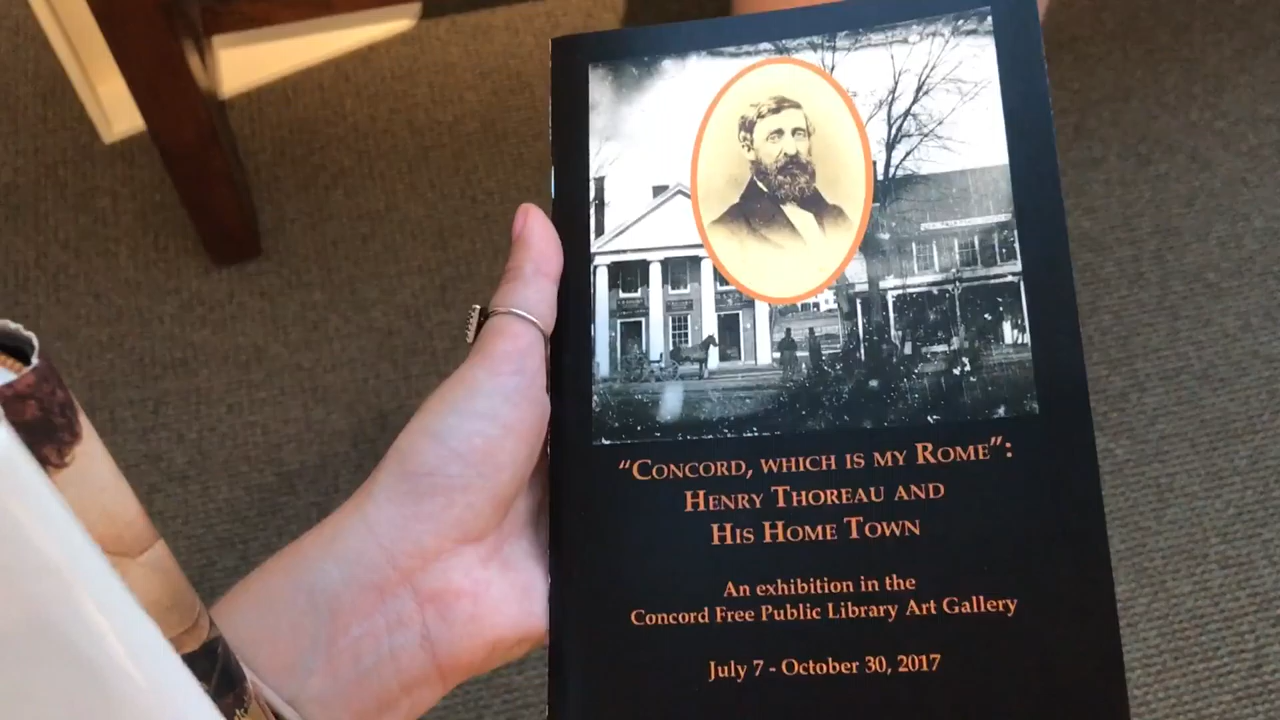 “Concord, which is my Rome”:
Henry Thoreau and
His Home Town
An exhibition in the
Concord Free Public Library Art Gallery
July 7 - October 30, 2017